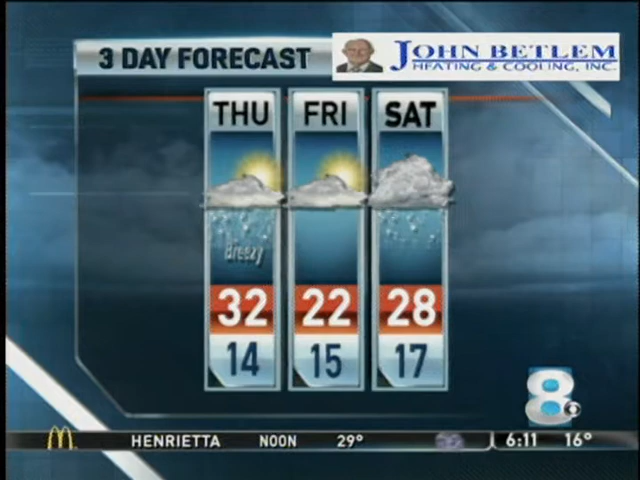 3 DAY FORECAST
JOHN BETLEM
HEATING & COOLING, INC.
THU FRI SAT
Breezy
32 22 28
14 15 17
8
HENRIETTA NOON 29° 6:11 16°